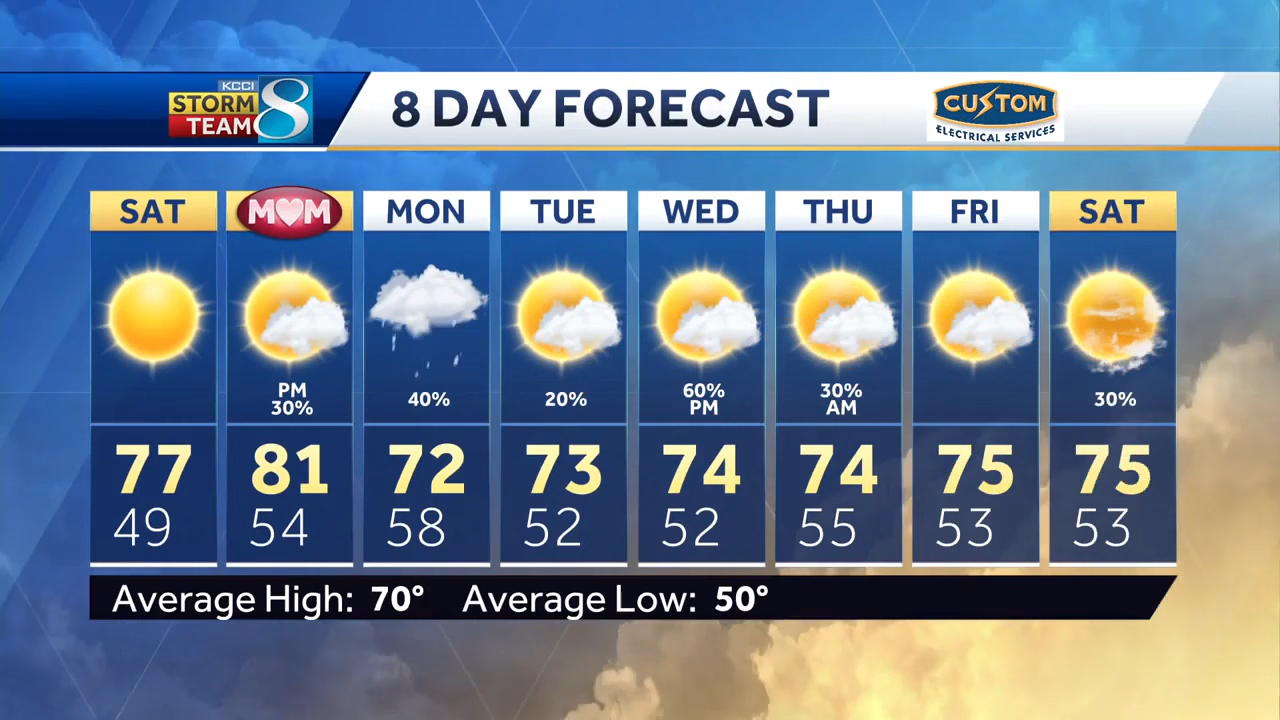 KCCI
STORM
TEAM 8
8 DAY FORECAST
CUSTOM
ELECTRICAL SERVICES
SAT
M♥M
MON
TUE
WED
THU
FRI
SAT
PM
30%
40%
20%
60%
PM
30%
AM
30%
77
81
72
73
74
74
75
75
49
54
58
52
52
55
53
53
Average High: 70° Average Low: 50°